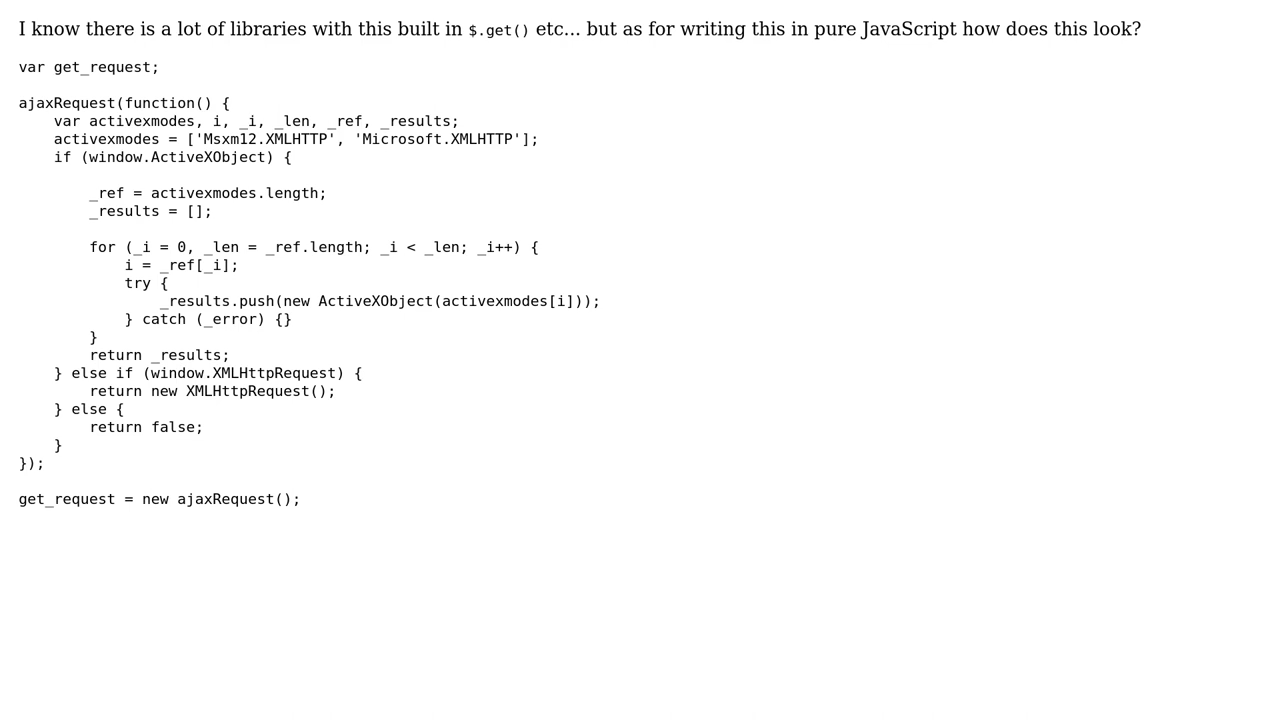 I know there is a lot of libraries with this built in $.get() etc... but as for writing this in pure JavaScript how does this look?
var get_request;
ajaxRequest(function() {
    var activexmodes, i, _i, _len, _ref, _results;
    activexmodes = ['Msxm12.XMLHTTP', 'Microsoft.XMLHTTP'];
    if (window.ActiveXObject) {
        _ref = activexmodes.length;
        _results = [];
        for (_i = 0, _len = _ref.length; _i < _len; _i++) {
            i = _ref[_i];
            try {
                _results.push(new ActiveXObject(activexmodes[i]));
            } catch (_error) {}
        }
        return _results;
    } else if (window.XMLHttpRequest) {
        return new XMLHttpRequest();
    } else {
        return false;
    }
});
get_request = new ajaxRequest();